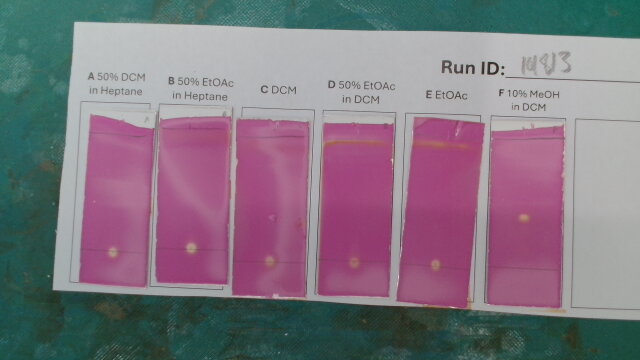 Run ID:
A 50% DCM
in Heptane
B 50% EtOAc
in Heptane
C DCM
D 50% EtOAc
in DCM
E EtOAc
F 10% MeOH
in DCM